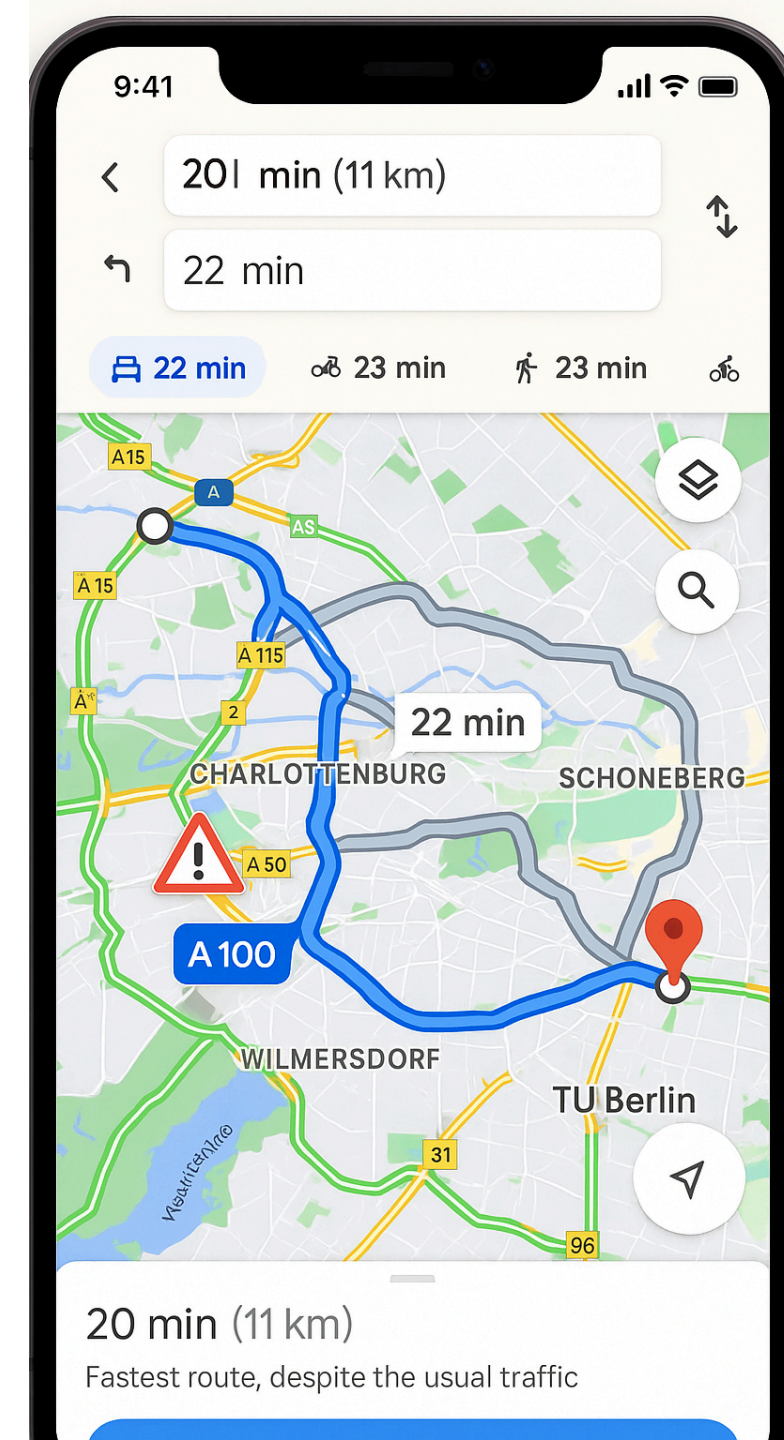 9:41
20| min (11 km)
22 min
22 min 23 min 23 min
A15
A
AS
A 15
A 115
A
2
22 min
CHARLOTTENBURG
SCHONEBERG
A 50
A 100
WILMERSDORF
TU Berlin
31
96
20 min (11 km)
Fastest route, despite the usual traffic